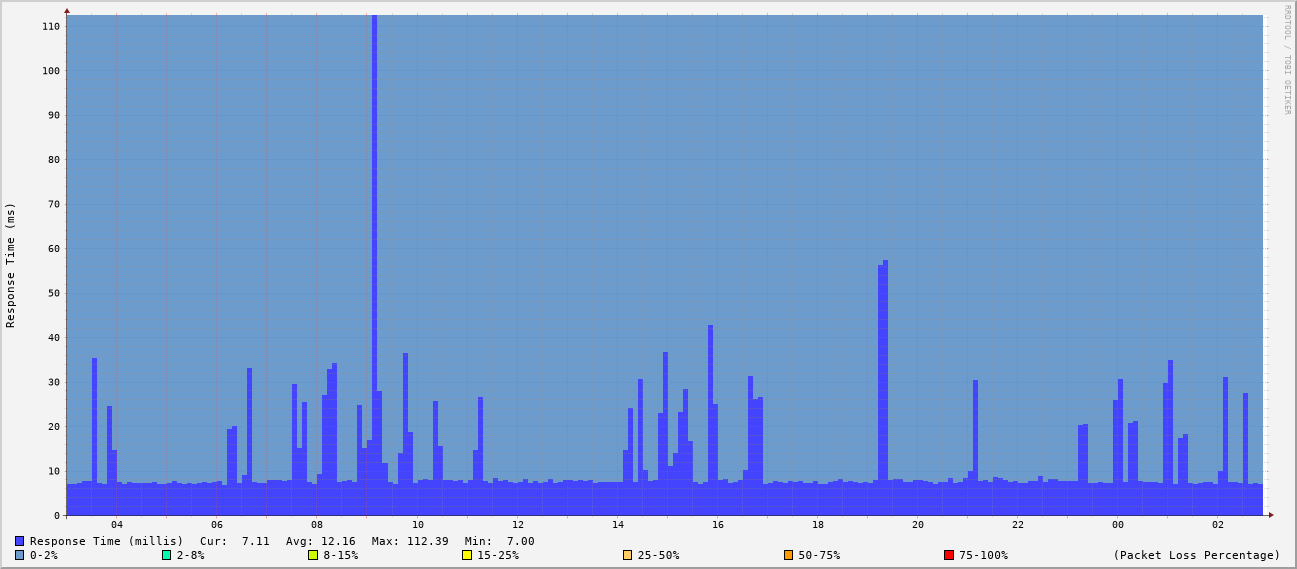 RRDTOOL / TOBI OETIKER
Response Time (ms)
110
100
90
80
70
60
50
40
30
20
10
0
04 06 08 10 12 14 16 18 20 22 00 02
Response Time (millis) Cur: 7.11 Avg: 12.16 Max: 112.39 Min: 7.00
0-2% 2-8% 8-15% 15-25% 25-50% 50-75% 75-100% (Packet Loss Percentage)